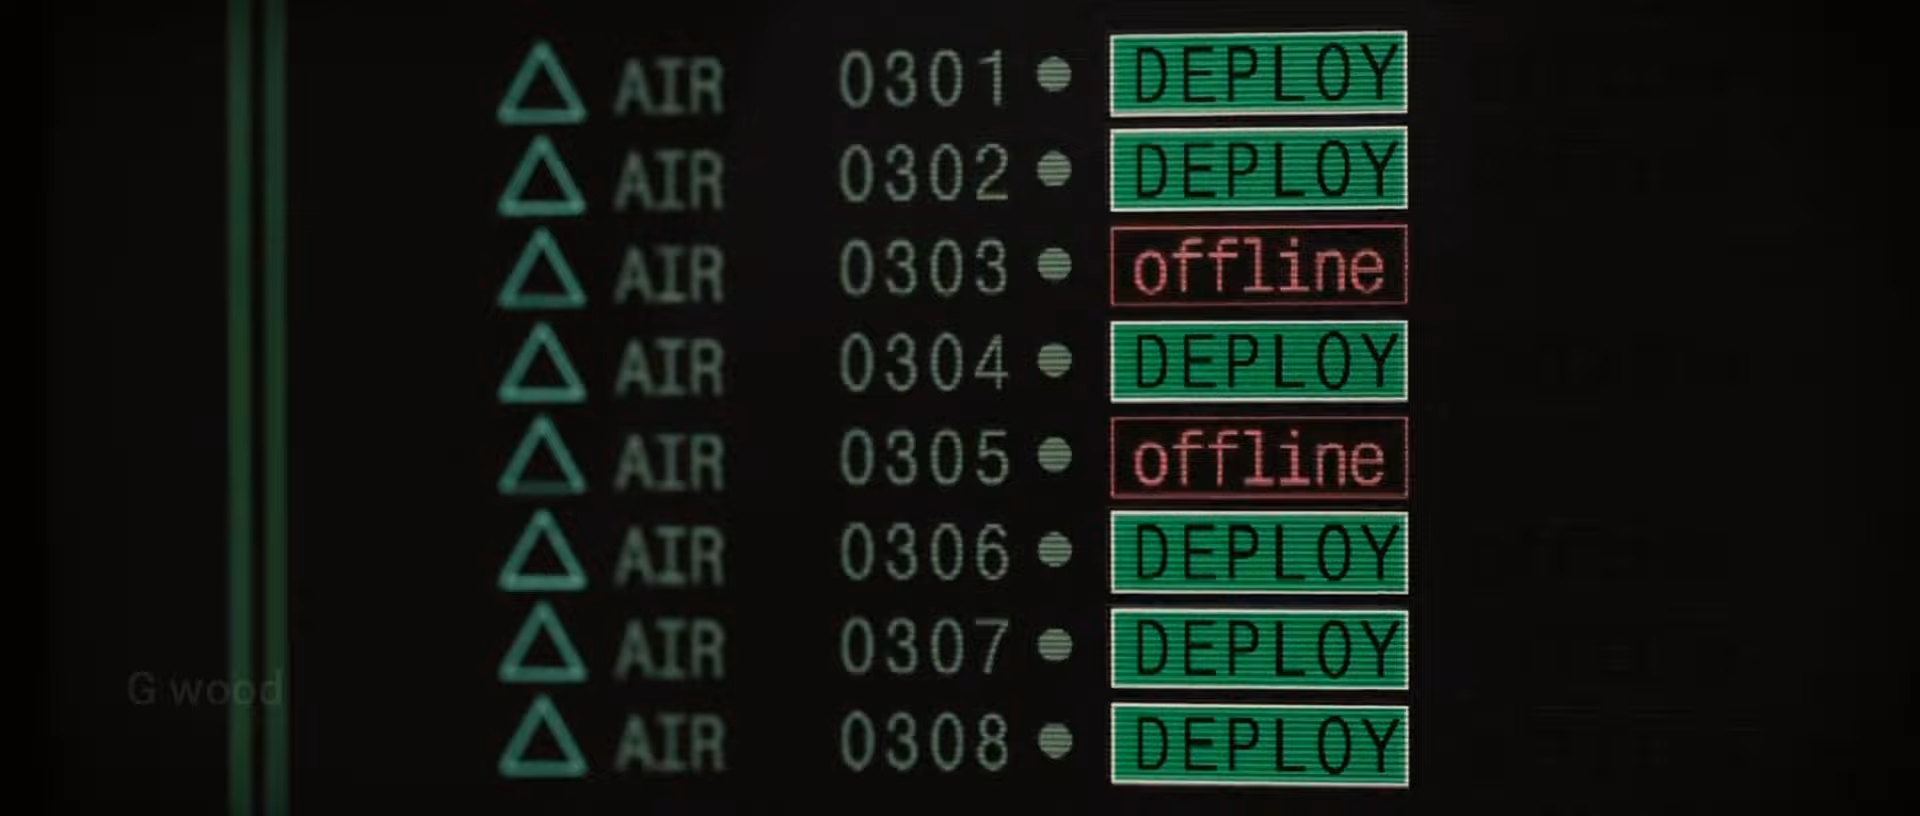 AIR 0301 DEPLOY
AIR 0302 DEPLOY
AIR 0303 offline
AIR 0304 DEPLOY
AIR 0305 offline
AIR 0306 DEPLOY
AIR 0307 DEPLOY
G wood
AIR 0308 DEPLOY